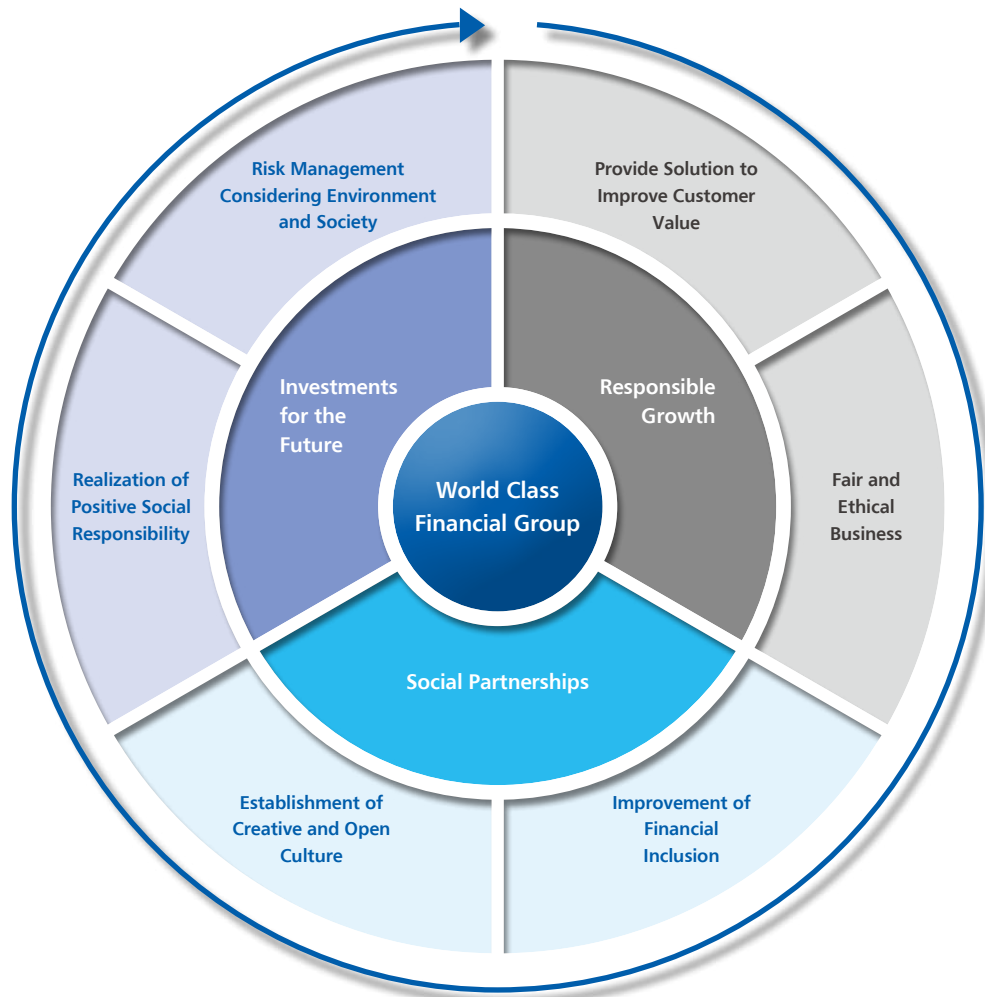 Risk Management
Considering Environment
and Society
Provide Solution to
Improve Customer
Value
Investments
for the
Future
Responsible
Growth
Realization of
Positive Social
Responsibility
World Class
Financial Group
Fair and
Ethical
Business
Social Partnerships
Establishment of
Creative and Open
Culture
Improvement of
Financial
Inclusion